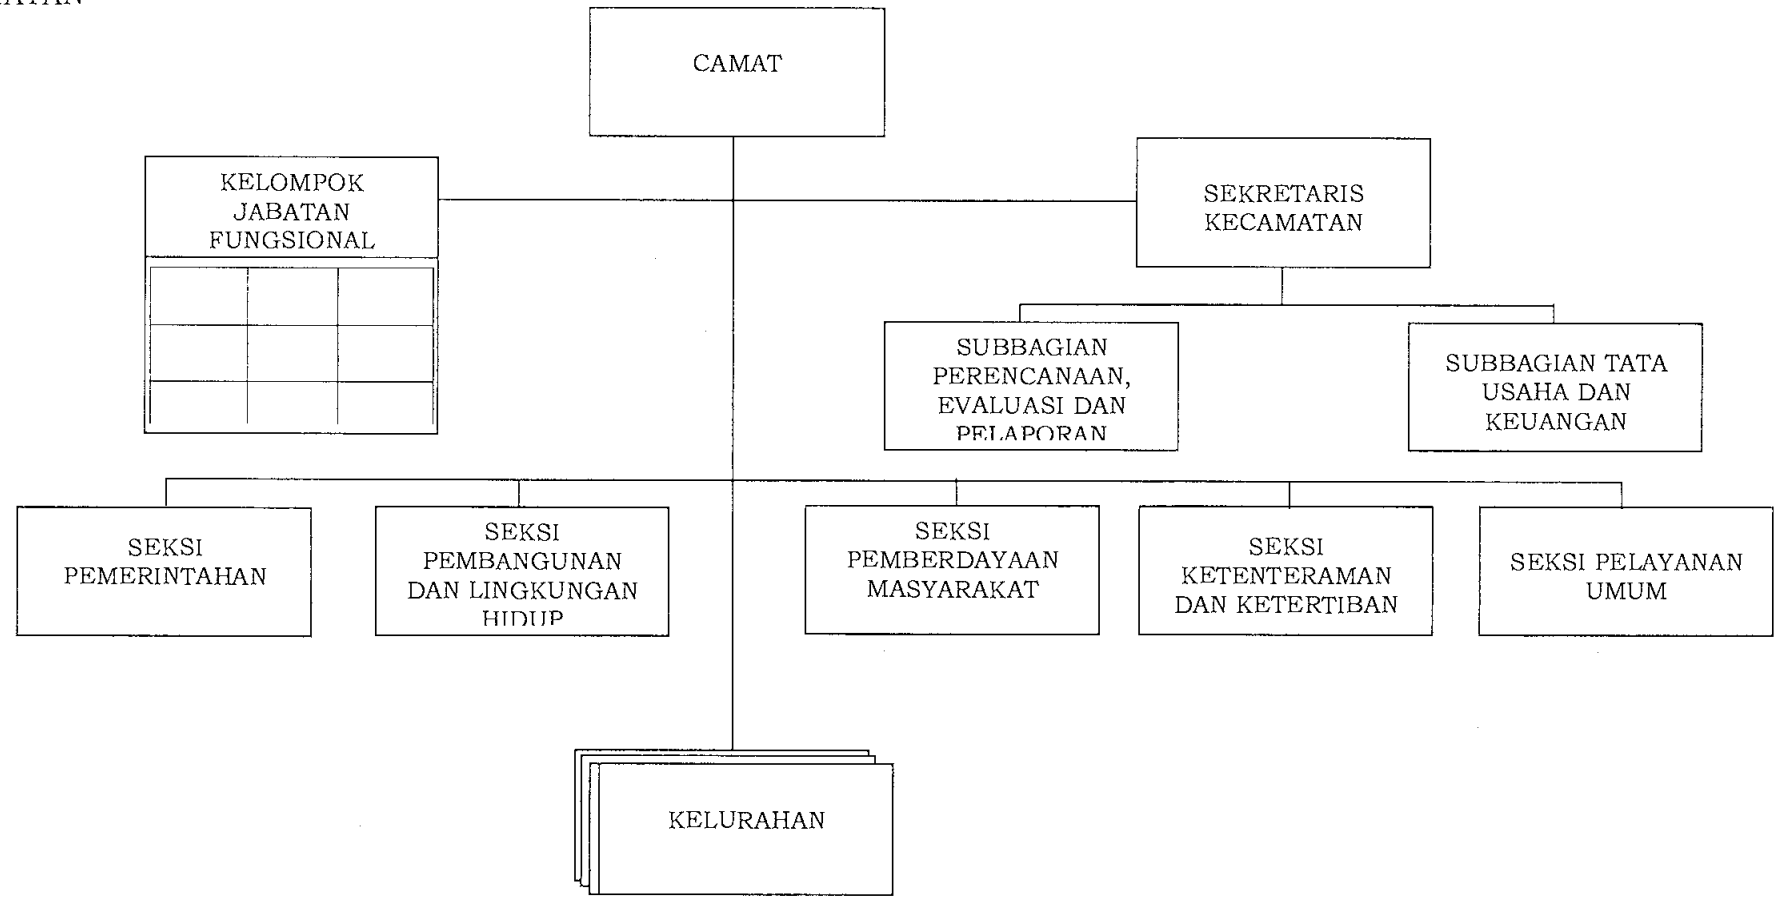 CAMAT
KELOMPOK
JABATAN
FUNGSIONAL
SEKRETARIS
KECAMATAN
SUBBAGIAN
PERENCANAAN,
EVALUASI DAN
PELAPORAN
SUBBAGIAN TATA
USAHA DAN
KEUANGAN
SEKSI
PEMERINTAHAN
SEKSI
PEMBANGUNAN
DAN LINGKUNGAN
HIDUP
SEKSI
PEMBERDAYAAN
MASYARAKAT
SEKSI
KETENTERAMAN
DAN KETERTIBAN
SEKSI PELAYANAN
UMUM
KELURAHAN